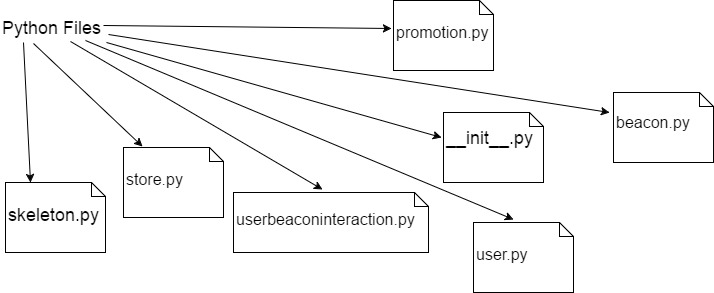 Python Files
promotion.py
beacon.py
__init__.py
store.py
skeleton.py
userbeaconinteraction.py
user.py